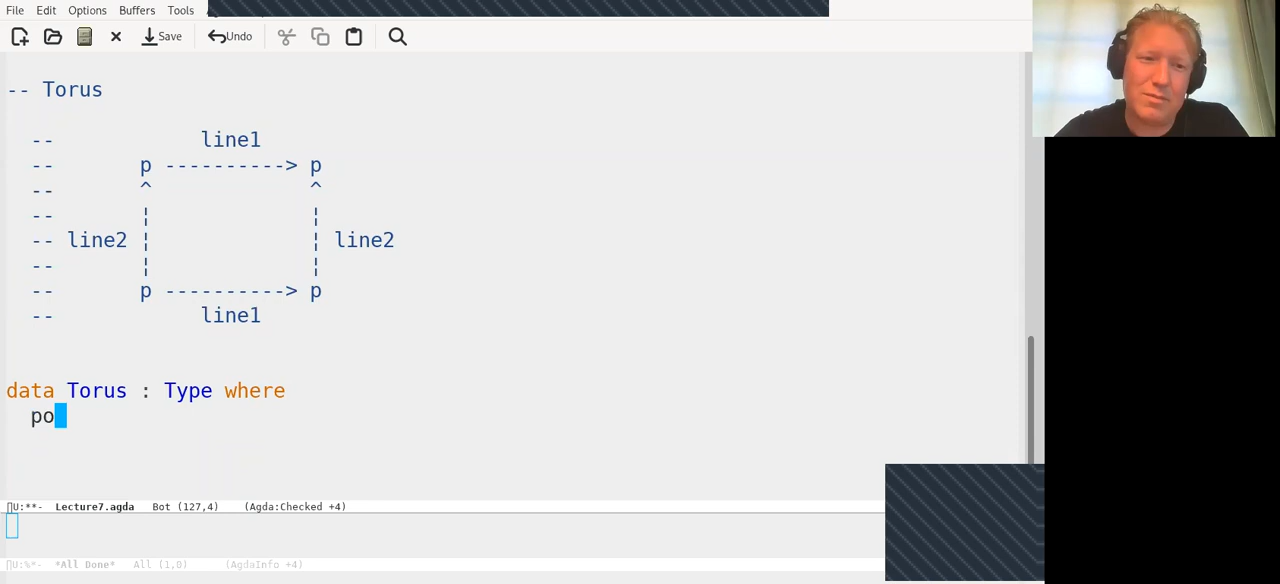 File Edit Options Buffers Tools
Save Undo
-- Torus
-- line1
-- p ----------> p
-- ^ ^
-- ¦ ¦
-- line2 ¦ ¦ line2
-- ¦ ¦
-- p ----------> p
-- line1
data Torus : Type where
po
U:**- Lecture7.agda Bot (127,4) (Agda:Checked +4)
U:%*- *All Done* All (1,0) (AgdaInfo +4)